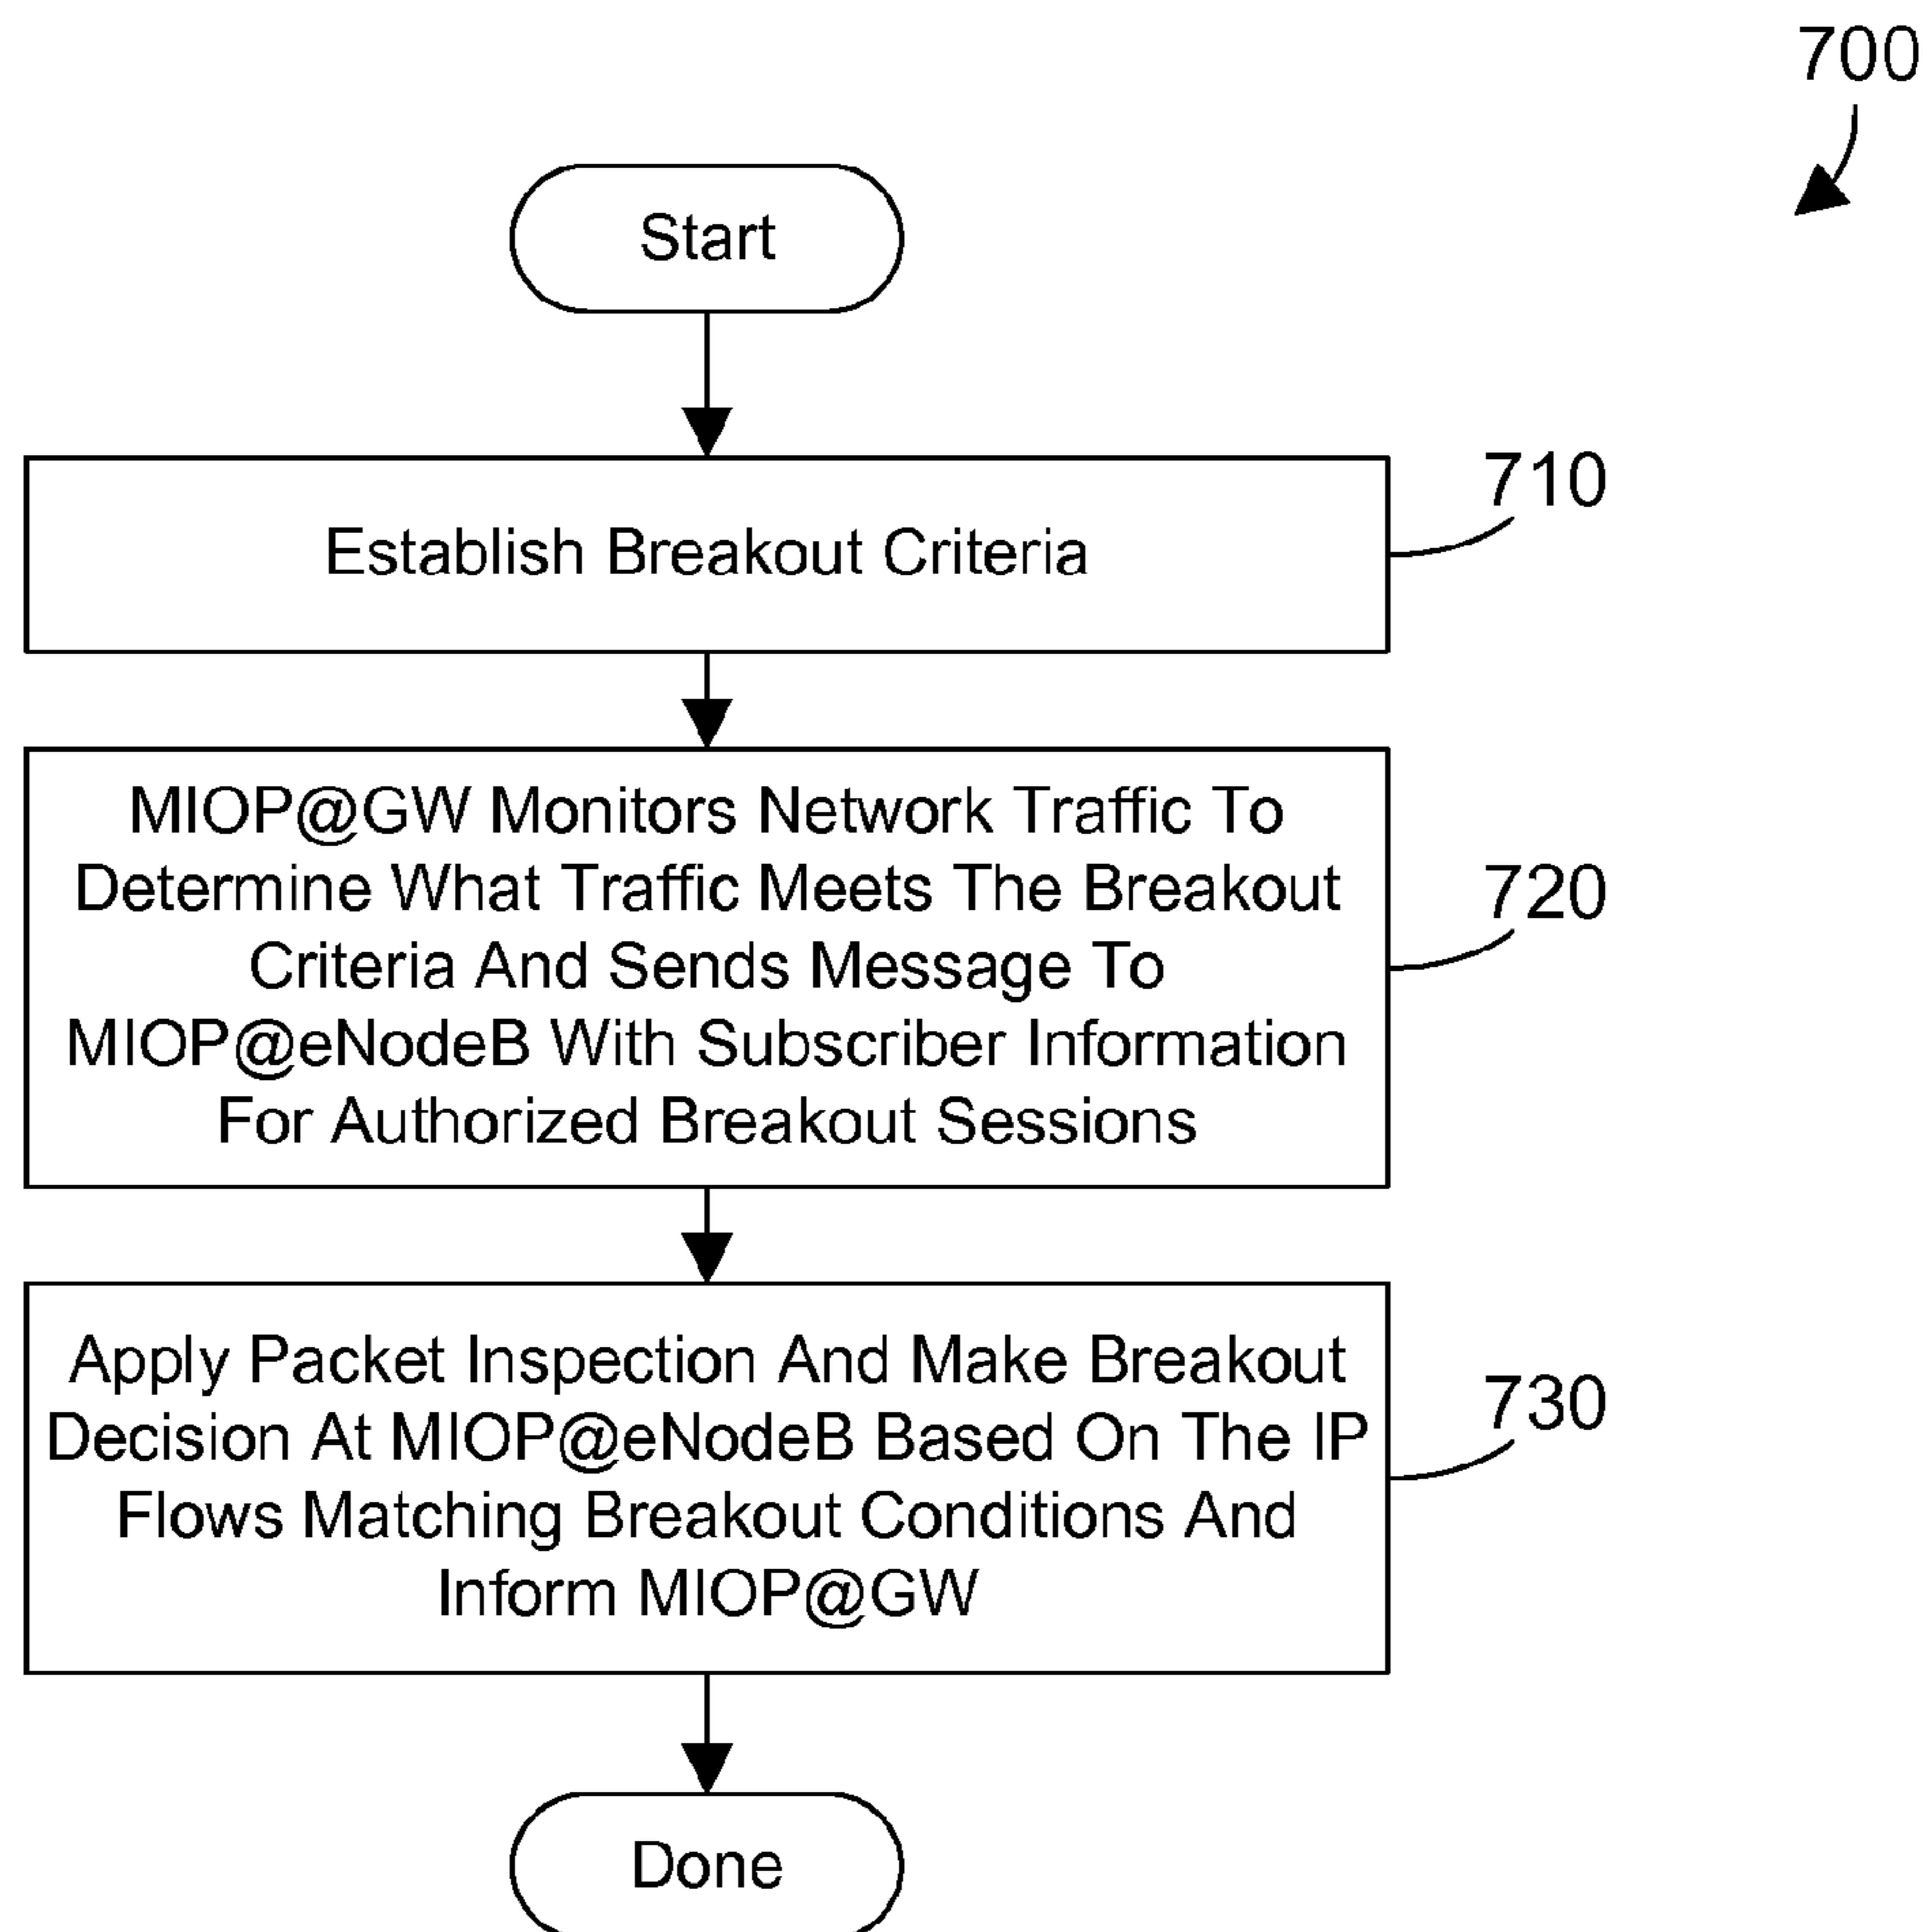 700
Start
Establish Breakout Criteria
710
MIOP@GW Monitors Network Traffic To
Determine What Traffic Meets The Breakout
Criteria And Sends Message To
MIOP@eNodeB With Subscriber Information
For Authorized Breakout Sessions
720
Apply Packet Inspection And Make Breakout
Decision At MIOP@eNodeB Based On The IP
Flows Matching Breakout Conditions And
Inform MIOP@GW
730
Done